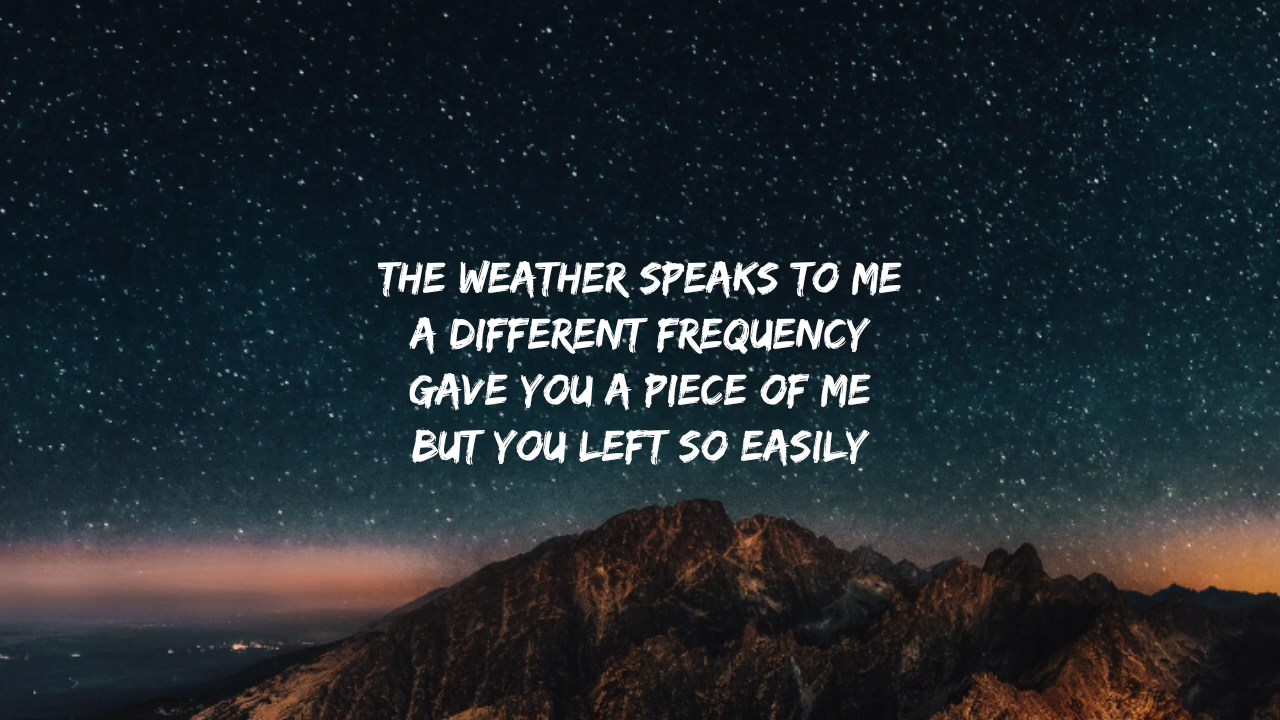 THE WEATHER SPEAKS TO ME
A DIFFERENT FREQUENCY
GAVE YOU A PIECE OF ME
BUT YOU LEFT SO EASILY